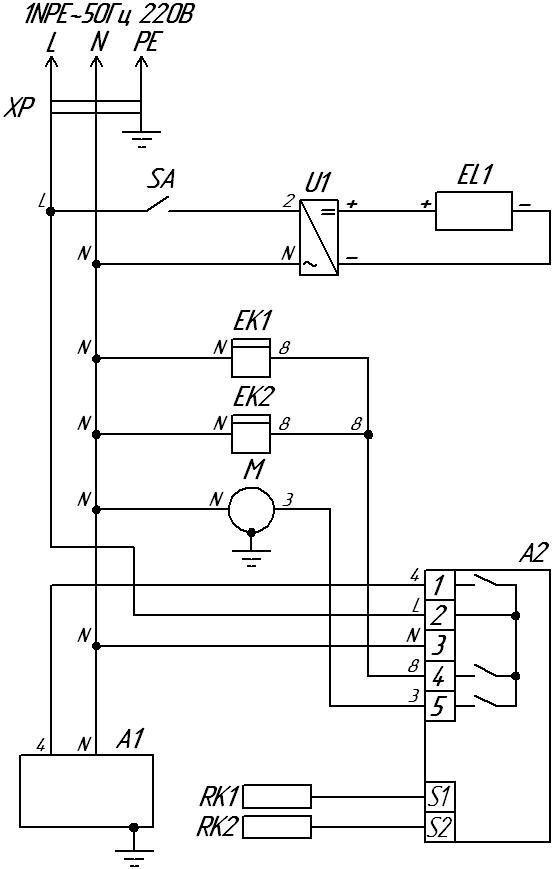 1NPE~50Гц 220В
L N PE
XP
SA U1 EL1
L 2 = + + −
N N ~ −
EK1
N N 8
EK2
N N 8 8
M
N N 3
A2
4 1
L 2
N N 3
8 4
3 5
4 N A1
RK1 S1
RK2 S2